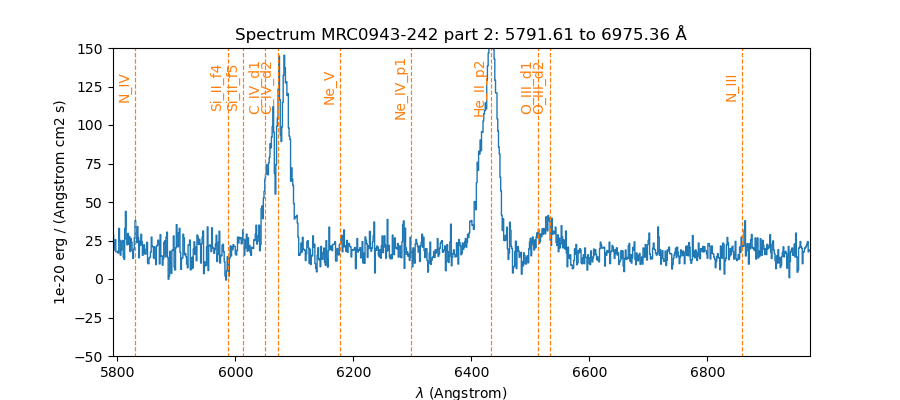 Spectrum MRC0943-242 part 2: 5791.61 to 6975.36 Å
150
125
100
75
50
25
0
−25
−50
1e-20 erg / (Angstrom cm2 s)
N_IV
Si_II_f4
Si_II_f5
C_IV_d1
C_IV_d2
Ne_V
Ne_IV_p1
He_II_p2
O_III_d1
O_III_d2
N_III
5800 6000 6200 6400 6600 6800
λ (Angstrom)